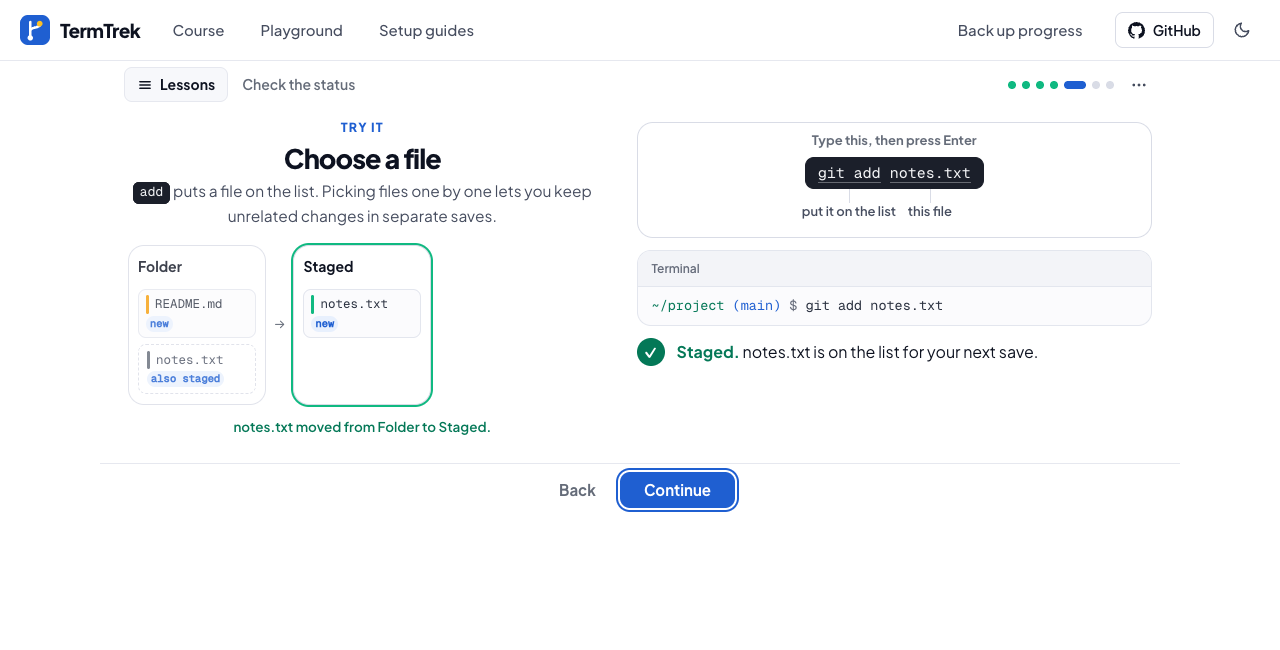 TermTrek
Course
Playground
Setup guides
Back up progress
GitHub
Lessons
Check the status
TRY IT
Choose a file
add puts a file on the list. Picking files one by one lets you keep
unrelated changes in separate saves.
Folder
README.md
new
notes.txt
also staged
→
Staged
notes.txt
new
notes.txt moved from Folder to Staged.
Type this, then press Enter
git add notes.txt
put it on the list this file
Terminal
~/project (main) $ git add notes.txt
Staged. notes.txt is on the list for your next save.
Back
Continue